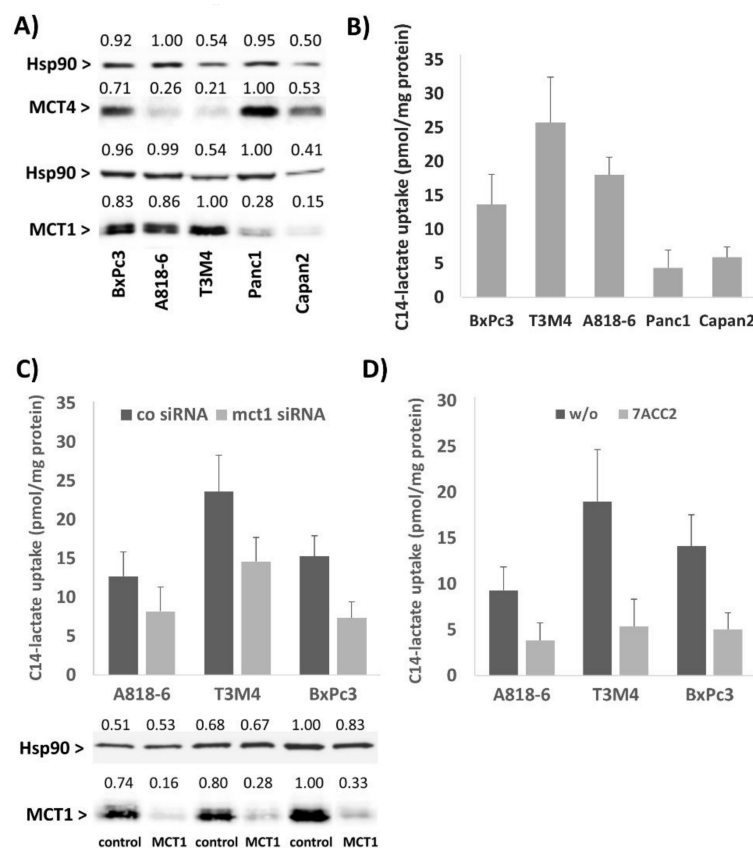 A)
0.92 1.00 0.54 0.95 0.50
Hsp90 >
0.71 0.26 0.21 1.00 0.53
MCT4 >
0.96 0.99 0.54 1.00 0.41
Hsp90 >
0.83 0.86 1.00 0.28 0.15
MCT1 >
BxPc3 A818-6 T3M4 Panc1 Capan2
B)
C14-lactate uptake (pmol/mg protein)
35
30
25
20
15
10
5
0
BxPc3 T3M4 A818-6 Panc1 Capan2
C)
C14-lactate uptake (pmol/mg protein)
co siRNA mct1 siRNA
35
30
25
20
15
10
5
0
A818-6 T3M4 BxPc3
0.51 0.53 0.68 0.67 1.00 0.83
Hsp90 >
0.74 0.16 0.80 0.28 1.00 0.33
MCT1 >
control MCT1 control MCT1 control MCT1
D)
C14-lactate uptake (pmol/mg protein)
w/o 7ACC2
30
25
20
15
10
5
0
A818-6 T3M4 BxPc3